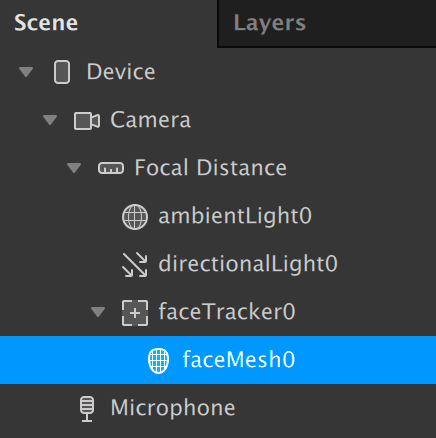 Scene Layers
Device
Camera
Focal Distance
ambientLight0
directionalLight0
faceTracker0
faceMesh0
Microphone